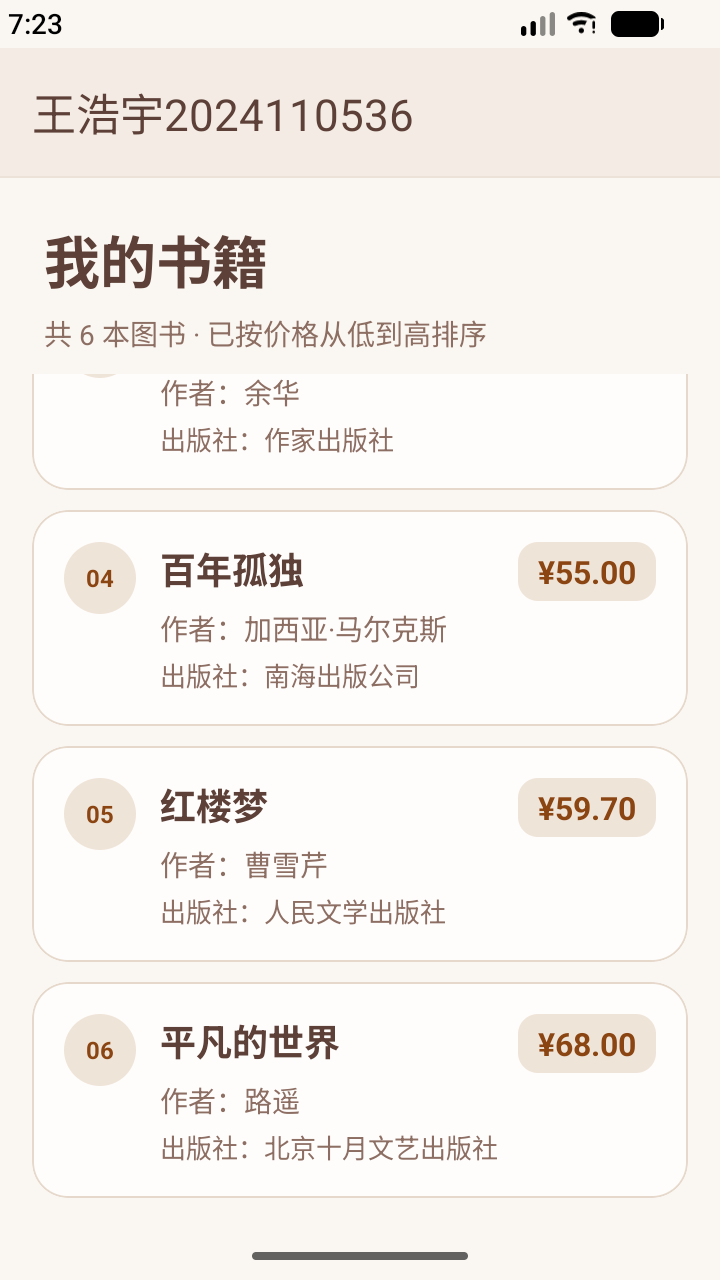 7:23
王浩宇2024110536
我的书籍
共 6 本图书 · 已按价格从低到高排序
作者：余华
出版社：作家出版社
04
百年孤独
¥55.00
作者：加西亚·马尔克斯
出版社：南海出版公司
05
红楼梦
¥59.70
作者：曹雪芹
出版社：人民文学出版社
06
平凡的世界
¥68.00
作者：路遥
出版社：北京十月文艺出版社